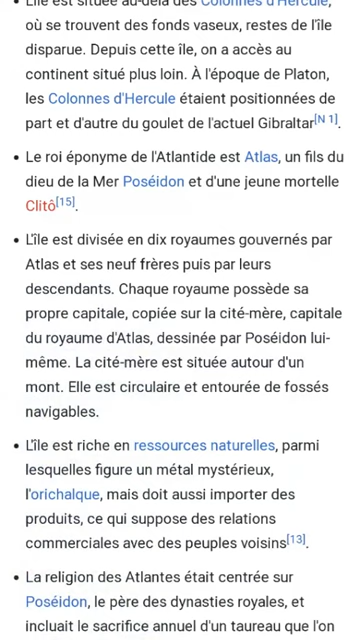 • L'île est située au-delà des Colonnes d'Hercule,
où se trouvent des fonds vaseux, restes de l'île
disparue. Depuis cette île, on a accès au
continent situé plus loin. À l'époque de Platon,
les Colonnes d'Hercule étaient positionnées de
part et d'autre du goulet de l'actuel Gibraltar[N 1].
• Le roi éponyme de l'Atlantide est Atlas, un fils du
dieu de la Mer Poséidon et d'une jeune mortelle
Clitô[15].
• L'île est divisée en dix royaumes gouvernés par
Atlas et ses neuf frères puis par leurs
descendants. Chaque royaume possède sa
propre capitale, copiée sur la cité-mère, capitale
du royaume d'Atlas, dessinée par Poséidon lui-
même. La cité-mère est située autour d'un
mont. Elle est circulaire et entourée de fossés
navigables.
• L'île est riche en ressources naturelles, parmi
lesquelles figure un métal mystérieux,
l'orichalque, mais doit aussi importer des
produits, ce qui suppose des relations
commerciales avec des peuples voisins[13].
• La religion des Atlantes était centrée sur
Poséidon, le père des dynasties royales, et
incluait le sacrifice annuel d'un taureau que l'on